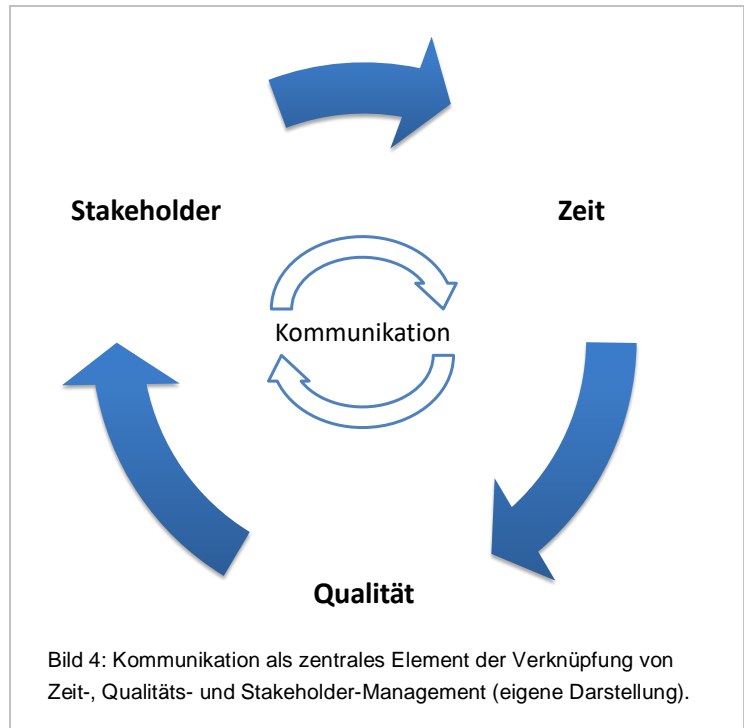 Stakeholder
Zeit
Kommunikation
Qualität
Bild 4: Kommunikation als zentrales Element der Verknüpfung von
Zeit-, Qualitäts- und Stakeholder-Management (eigene Darstellung).